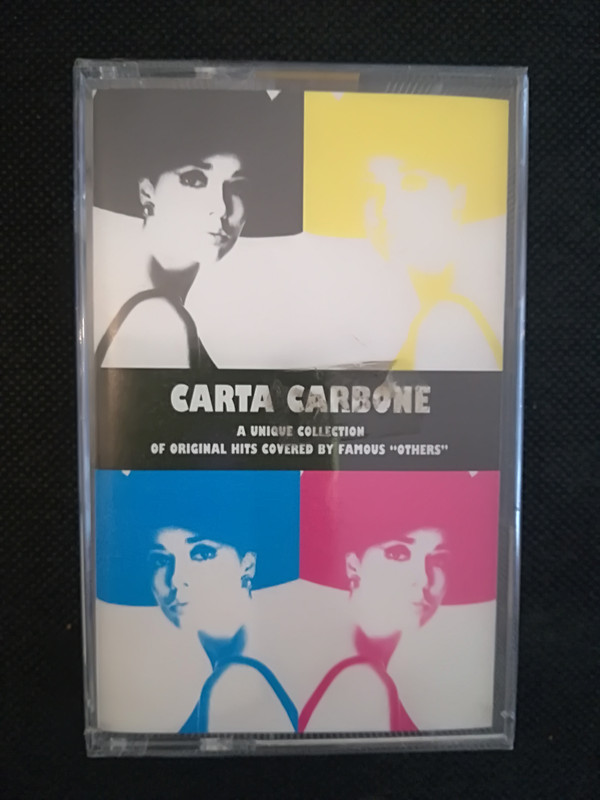 CARTA CARBONE
A UNIQUE COLLECTION
OF ORIGINAL HITS COVERED BY FAMOUS "OTHERS"